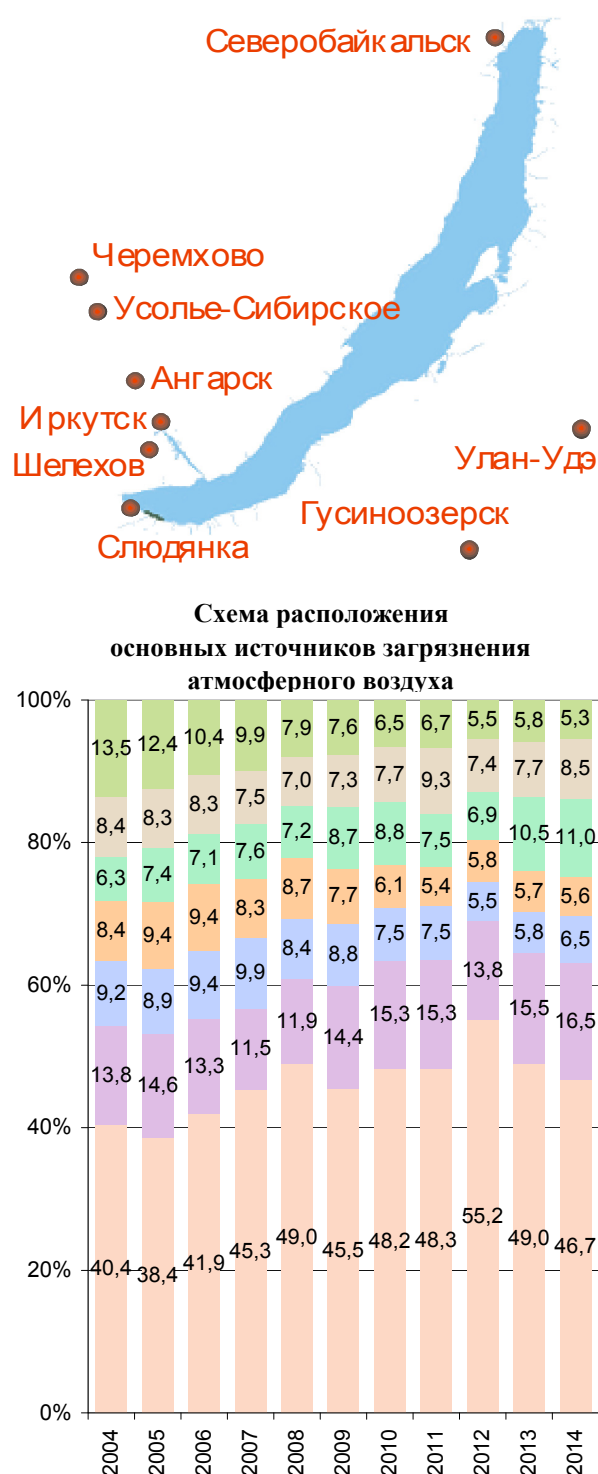 Северобайкальск
Черемхово
Усолье-Сибирское
Ангарск
Иркутск
Шелехов
Улан-Удэ
Гусиноозерск
Слюдянка
Схема расположения
основных источников загрязнения
атмосферного воздуха
100%
13,5 12,4 10,4 9,9 7,9 7,6 6,5 6,7 5,5 5,8 5,3
8,4 8,3 8,3 7,5 7,0 7,3 7,7 9,3 7,4 7,7 8,5
80%
6,3 7,4 7,1 7,6 7,2 8,7 8,8 7,5 6,9 10,5 11,0
8,4 9,4 9,4 8,3 8,7 7,7 6,1 5,4 5,8 5,7 5,6
9,2 8,9 9,4 9,9 8,4 8,8 7,5 7,5 5,5 5,8 6,5
60%
13,8 14,6 13,3 11,5 11,9 14,4 15,3 15,3 13,8 15,5 16,5
40%
40,4 38,4 41,9 45,3 49,0 45,5 48,2 48,3 55,2 49,0 46,7
20%
0%
2004 2005 2006 2007 2008 2009 2010 2011 2012 2013 2014